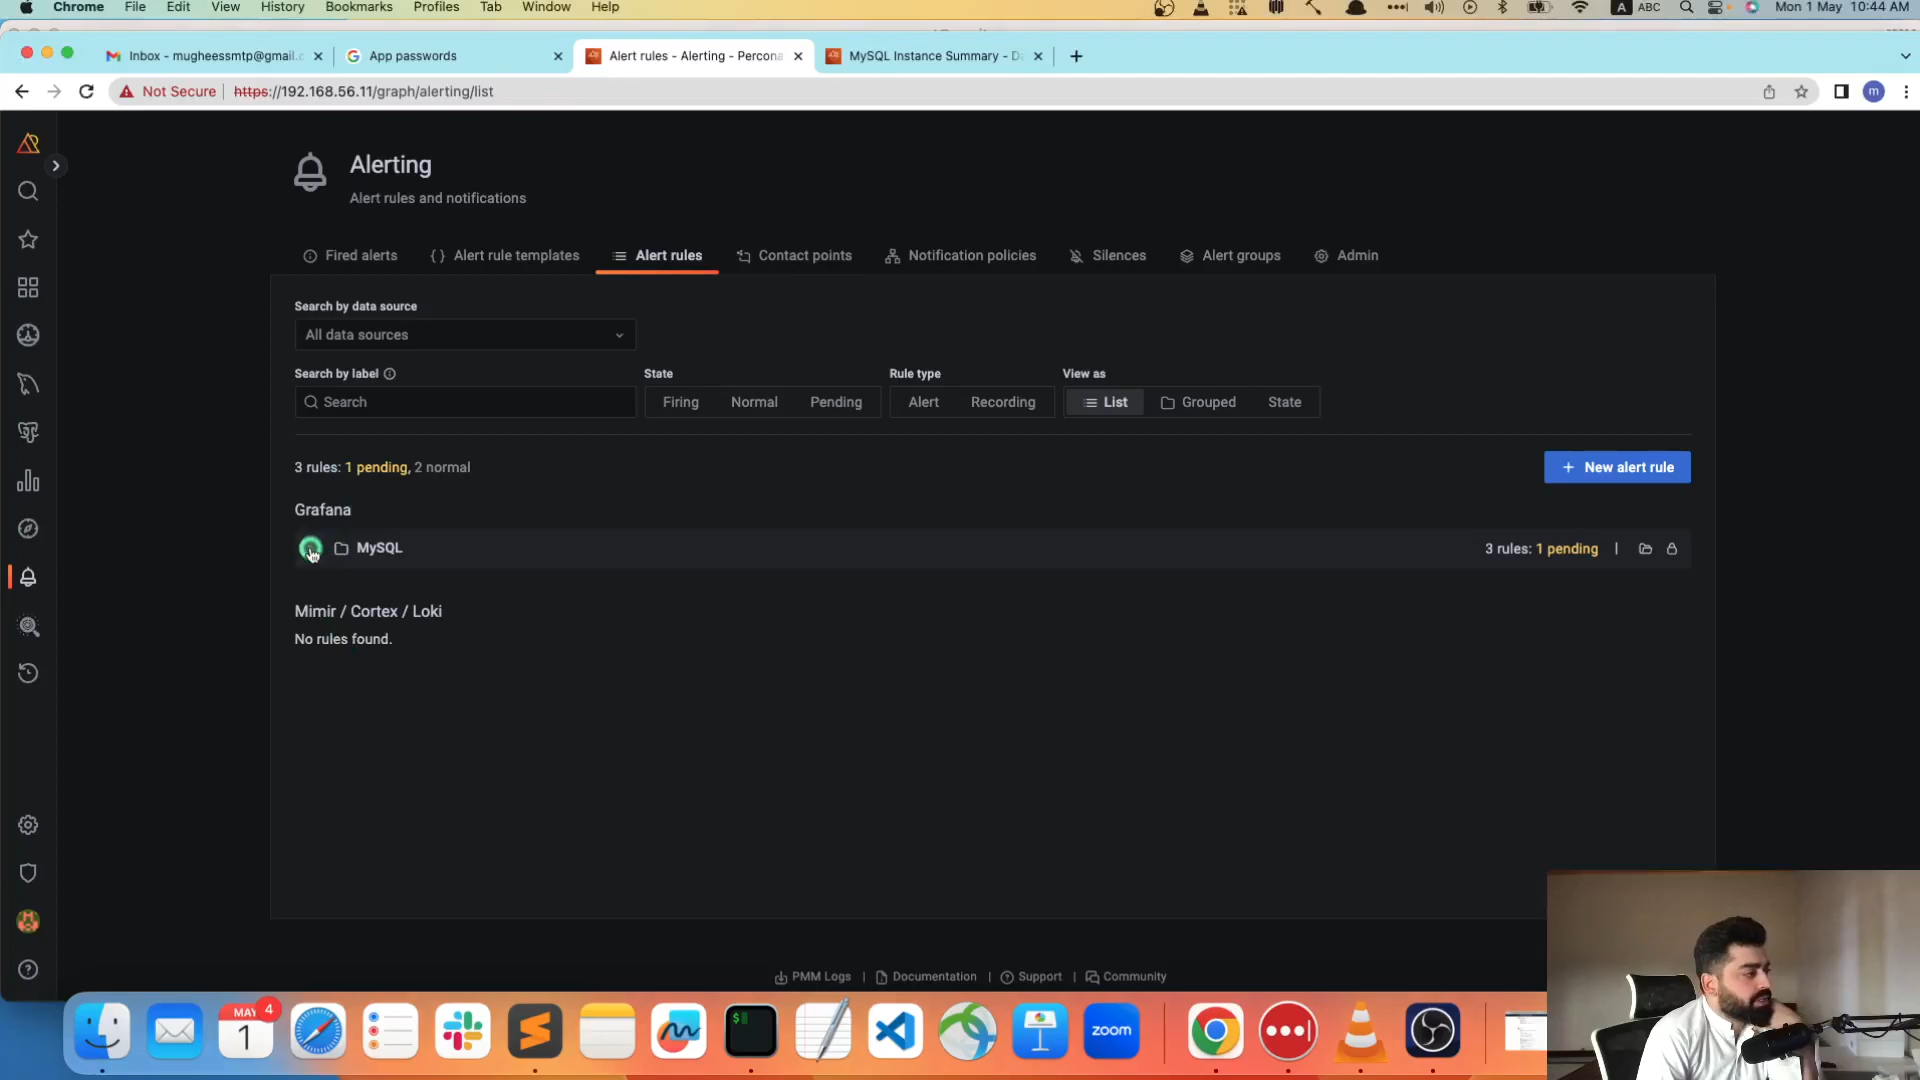 Chrome File Edit View History Bookmarks Profiles Tab Window Help A ABC Mon 1 May 10:44 AM
Inbox - mugheessmtp@gmail.c App passwords Alert rules - Alerting - Percona MySQL Instance Summary - Da
Not Secure https://192.168.56.11/graph/alerting/list m
Alerting
Alert rules and notifications
Fired alerts {} Alert rule templates Alert rules Contact points Notification policies Silences Alert groups Admin
Search by data source
All data sources
Search by label State Rule type View as
Search Firing Normal Pending Alert Recording List Grouped State
3 rules: 1 pending, 2 normal + New alert rule
Grafana
MySQL 3 rules: 1 pending |
Mimir / Cortex / Loki
No rules found.
PMM Logs | Documentation | Support | Community
MAY 4
1
$
zoom